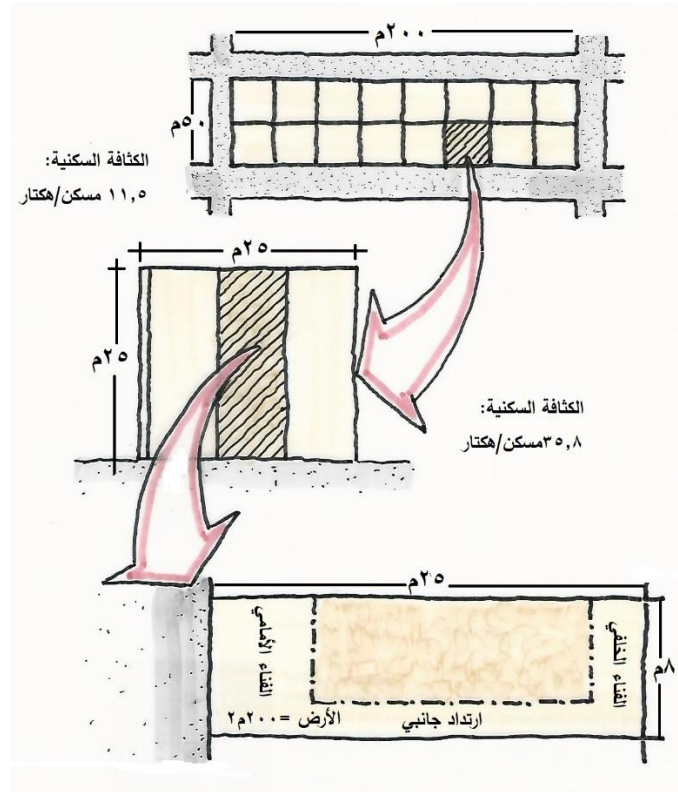 ٢٠٠م
٥٠م
الكثافة السكنية:
١١,٥ مسكن/هكتار
٢٥م
٢٥م
الكثافة السكنية:
٣٥,٨مسكن/هكتار
٢٥م
الفناء الأمامي
الفناء الخلفي
٨م
ارتداد جانبي
الأرض =٢٠٠م٢